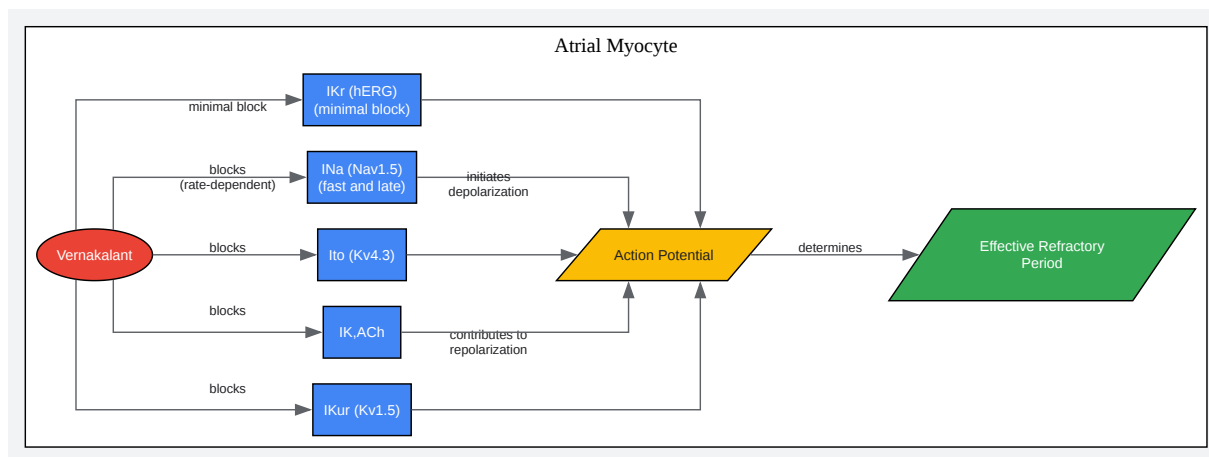 Atrial Myocyte
IKr (hERG)
(minimal block)
minimal block
blocks
(rate-dependent)
INa (Nav1.5)
(fast and late)
initiates
depolarization
Vernakalant
blocks
Ito (Kv4.3)
Action Potential
determines
Effective Refractory
Period
blocks
IK,ACh
contributes to
repolarization
blocks
IKur (Kv1.5)